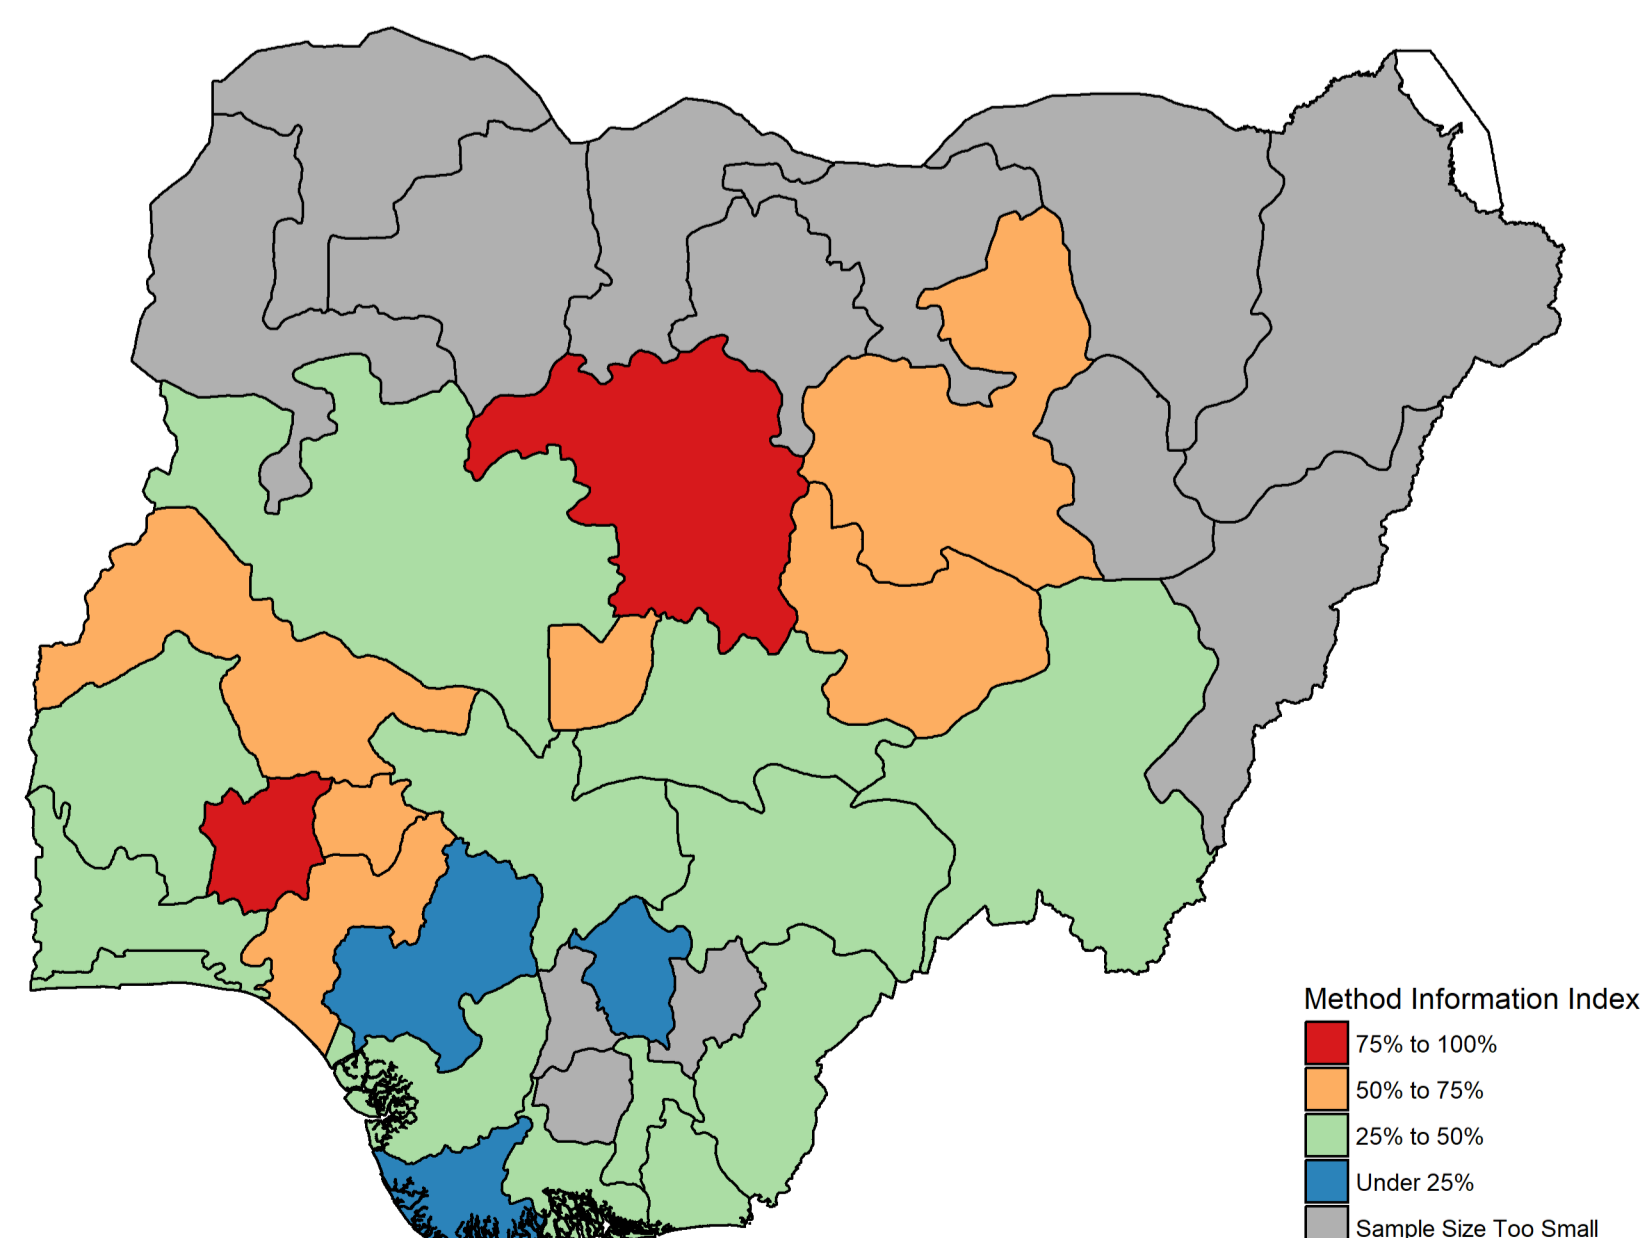 Method Information Index
75% to 100%
50% to 75%
25% to 50%
Under 25%
Sample Size Too Small